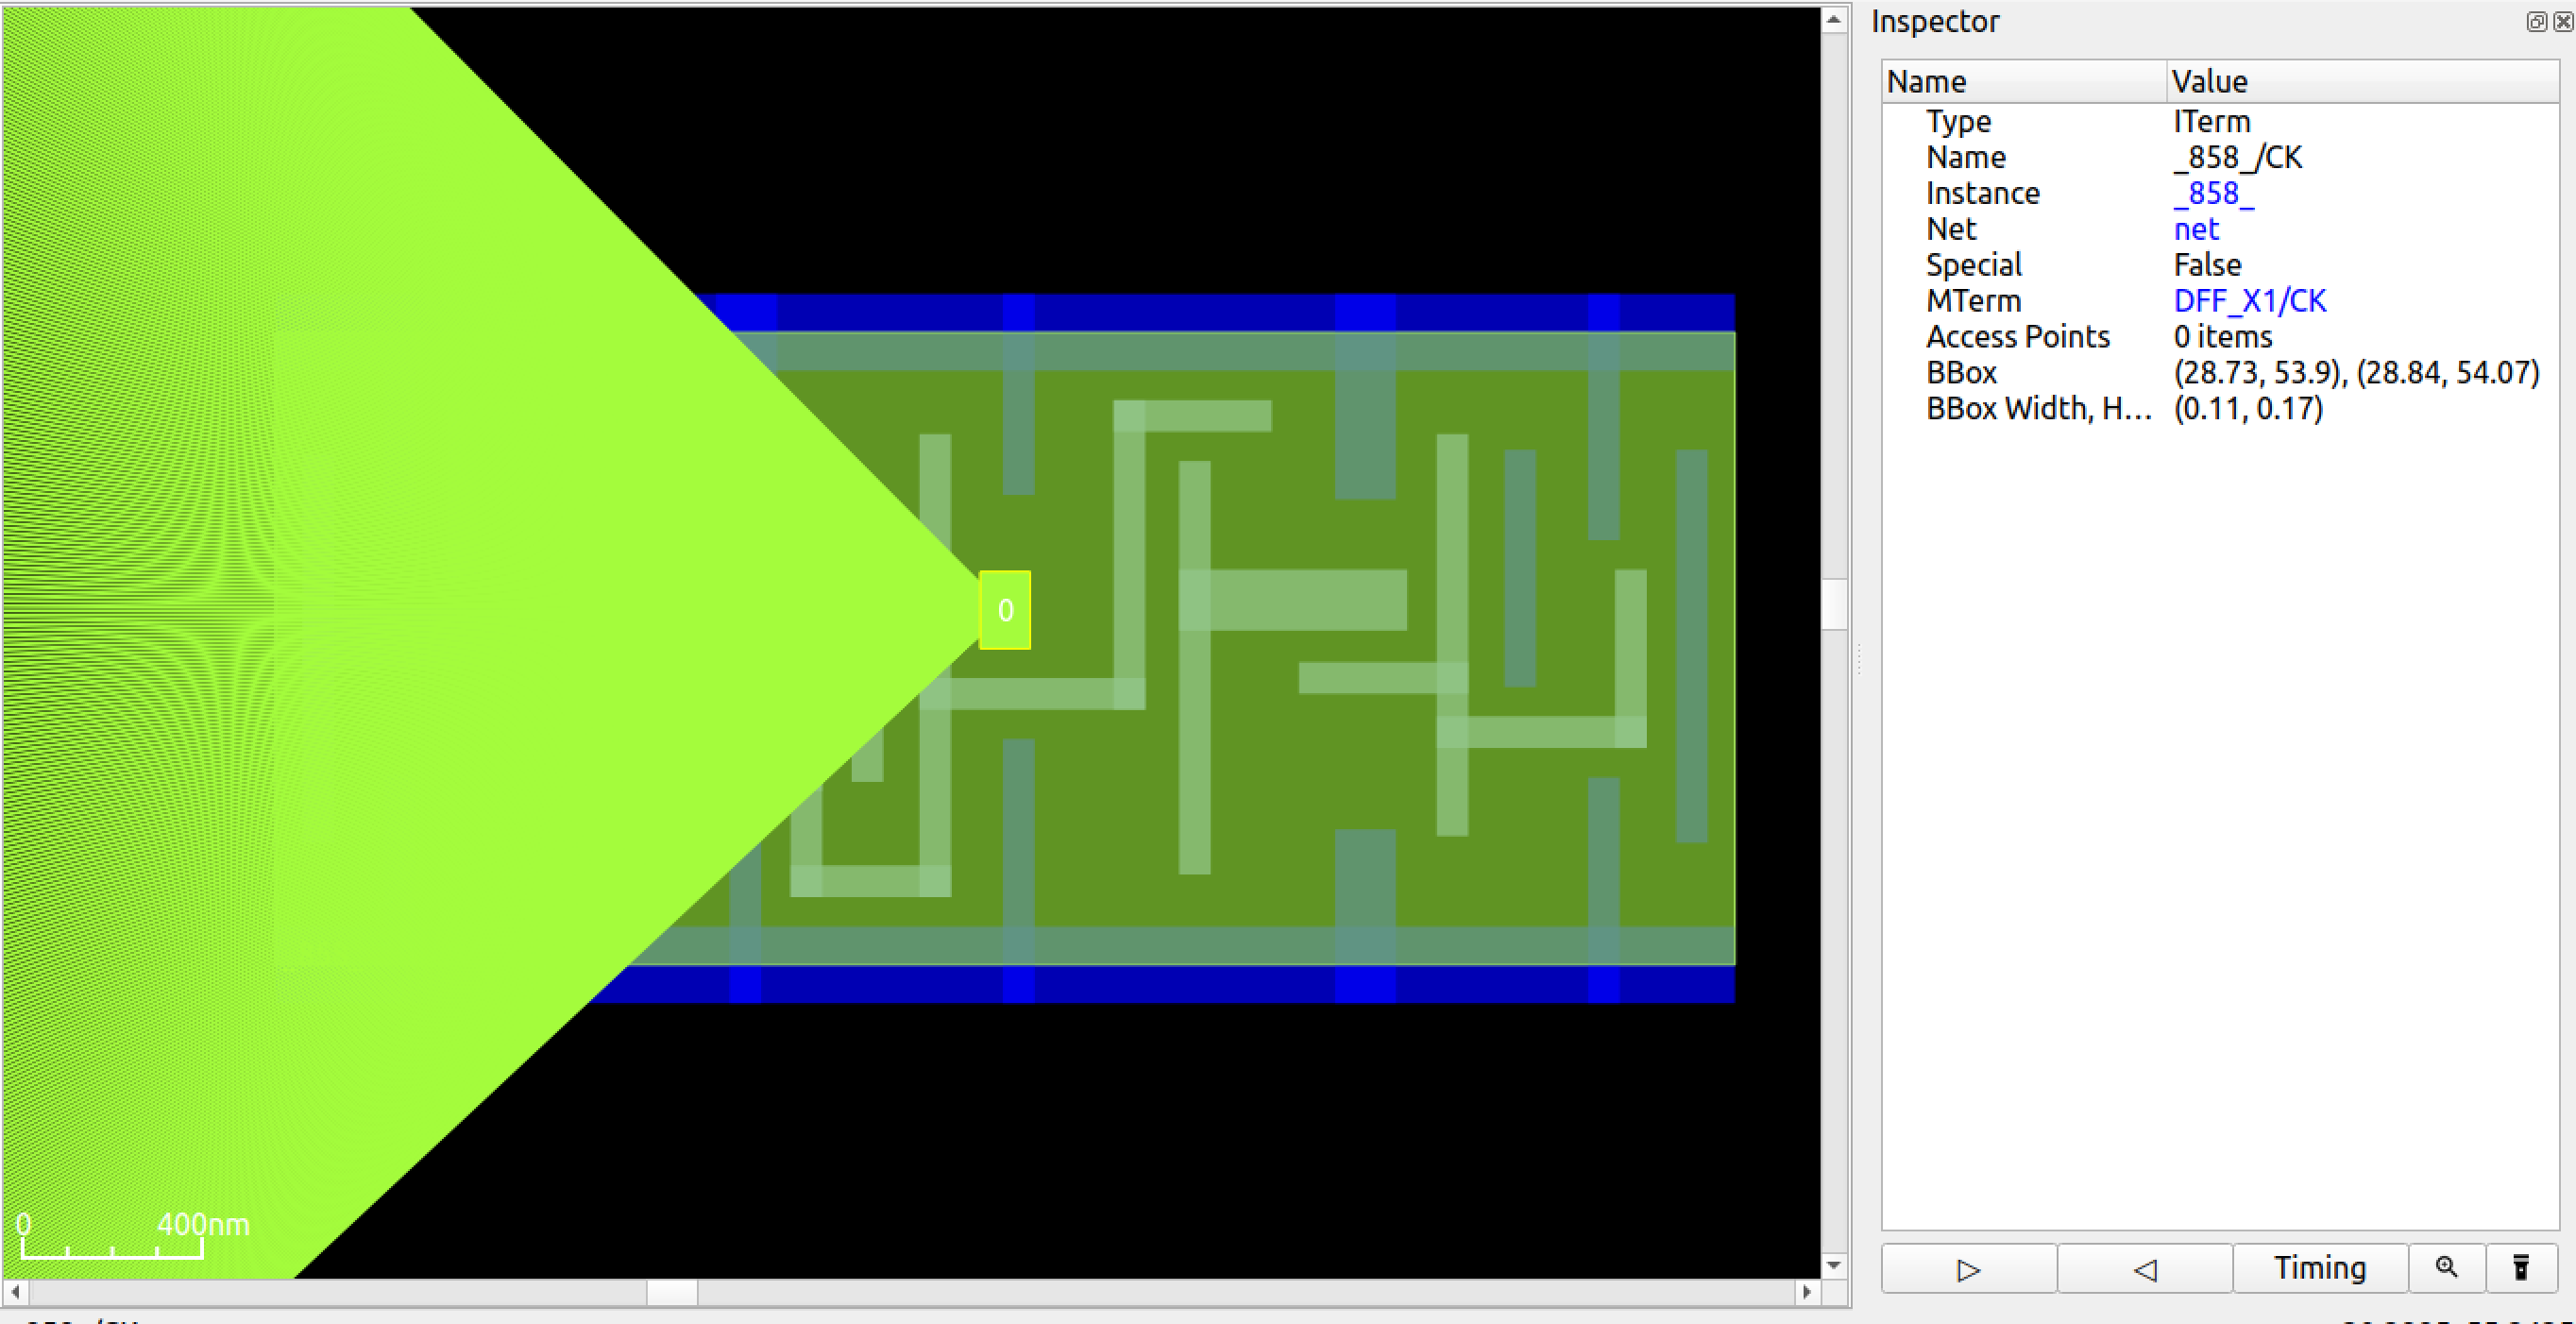 Inspector
Name Value
Type ITerm
Name _858_/CK
Instance _858_
Net net
Special False
MTerm DFF_X1/CK
Access Points 0 items
BBox (28.73, 53.9), (28.84, 54.07)
BBox Width, H... (0.11, 0.17)
0
0 400nm
Timing